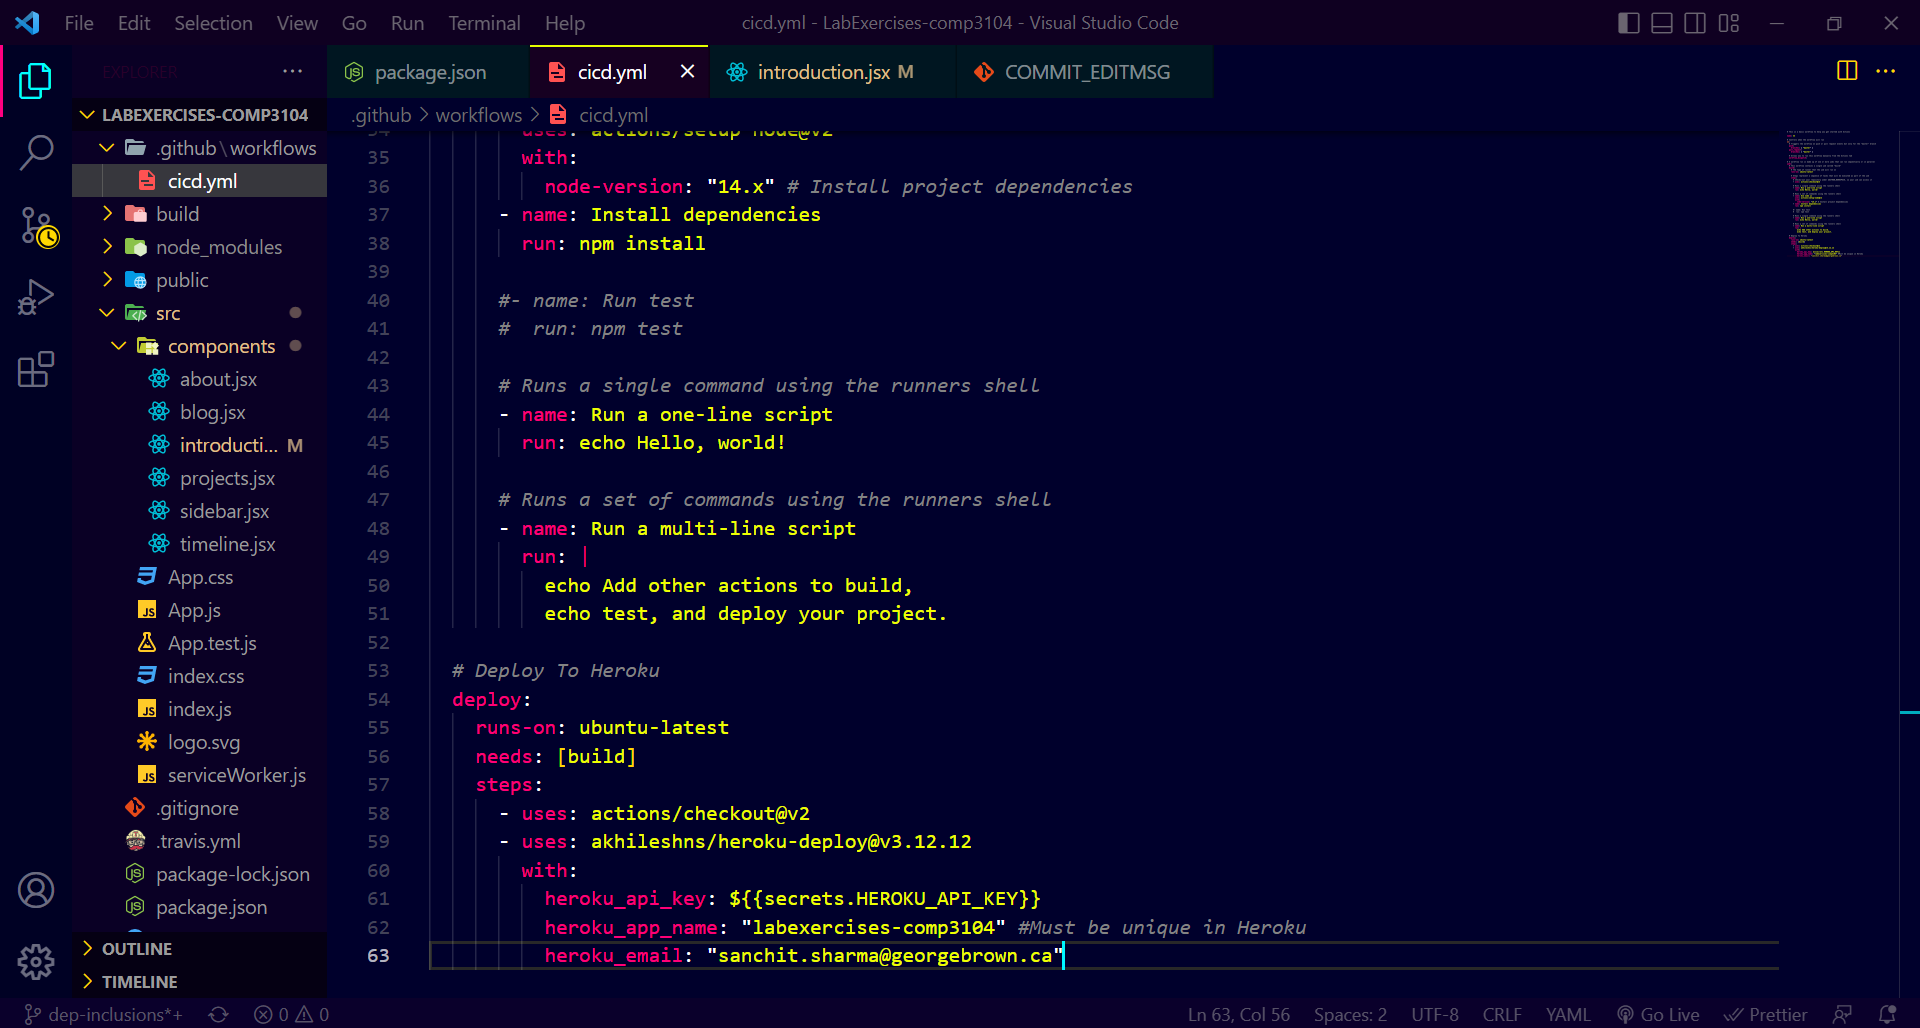 File Edit Selection View Go Run Terminal Help
cicd.yml - LabExercises-comp3104 - Visual Studio Code
EXPLORER
package.json
cicd.yml
introduction.jsx M
COMMIT_EDITMSG
.github > workflows > cicd.yml
LABEXERCISES-COMP3104
.github\workflows
cicd.yml
build
node_modules
public
src
components
about.jsx
blog.jsx
introducti... M
projects.jsx
sidebar.jsx
timeline.jsx
App.css
App.js
App.test.js
index.css
index.js
logo.svg
serviceWorker.js
.gitignore
.travis.yml
package-lock.json
package.json
OUTLINE
TIMELINE
34 uses: actions/setup-node@v2
35 with:
36 node-version: "14.x" # Install project dependencies
37 - name: Install dependencies
38 run: npm install
39
40 #- name: Run test
41 #  run: npm test
42
43 # Runs a single command using the runners shell
44 - name: Run a one-line script
45 run: echo Hello, world!
46
47 # Runs a set of commands using the runners shell
48 - name: Run a multi-line script
49 run: |
50 echo Add other actions to build,
51 echo test, and deploy your project.
52
53 # Deploy To Heroku
54 deploy:
55 runs-on: ubuntu-latest
56 needs: [build]
57 steps:
58 - uses: actions/checkout@v2
59 - uses: akhileshns/heroku-deploy@v3.12.12
60 with:
61 heroku_api_key: ${{secrets.HEROKU_API_KEY}}
62 heroku_app_name: "labexercises-comp3104" #Must be unique in Heroku
63 heroku_email: "sanchit.sharma@georgebrown.ca"
dep-inclusions*+ 0 0
Ln 63, Col 56 Spaces: 2 UTF-8 CRLF YAML Go Live Prettier